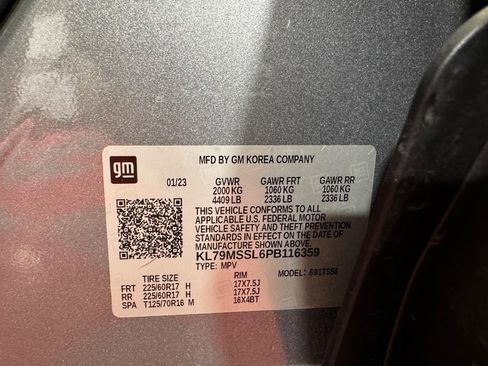 gm
MFD BY GM KOREA COMPANY
01/23 GVWR GAWR FRT GAWR RR
2000 KG 1060 KG 1060 KG
4409 LB 2336 LB 2336 LB
THIS VEHICLE CONFORMS TO ALL
APPLICABLE U.S. FEDERAL MOTOR
VEHICLE SAFETY AND THEFT PREVENTION
STANDARDS IN EFFECT ON THE DATE OF
MANUFACTURE SHOWN ABOVE.
KL79MSSL6PB116359
TYPE: MPV MODEL: 691TS56
TIRE SIZE RIM
FRT 225/60R17 H 17X7.5J
RR 225/60R17 H 17X7.5J
SPA T125/70R16 M 16X4BT